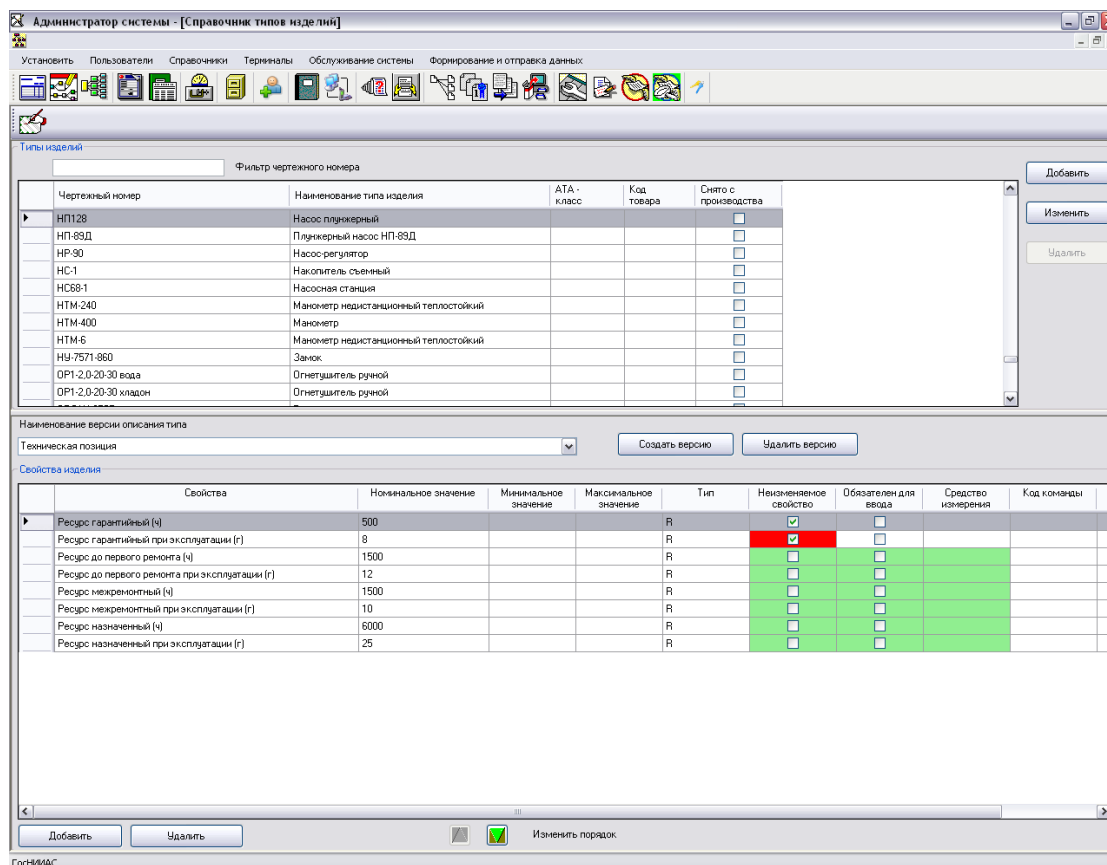 Администратор системы - [Справочник типов изделий]
Установить Пользователи Справочники Терминалы Обслуживание системы Формирование и отправка данных
Типы изделий
Фильтр чертежного номера
Добавить
Чертежный номер Наименование типа изделия АТА - класс Код товара Снято с производства
Изменить
НП128 Насос плунжерный
НП-89Д Плунжерный насос НП-89Д
НР-90 Насос-регулятор
Удалить
НС-1 Накопитель съемный
НС68-1 Насосная станция
НТМ-240 Манометр недистанционный теплостойкий
НТМ-400 Манометр
НТМ-6 Манометр недистанционный теплостойкий
НУ-7571-860 Замок
ОР1-2,0-20-30 вода Огнетушитель ручной
ОР1-2,0-20-30 хладон Огнетушитель ручной
Наименование версии описания типа
Техническая позиция Создать версию Удалить версию
Свойства изделия
Свойства Номинальное значение Минимальное значение Максимальное значение Тип Неизменяемое свойство Обязателен для ввода Средство измерения Код команды
Ресурс гарантийный (ч) 500 R
Ресурс гарантийный при эксплуатации (г) 8 R
Ресурс до первого ремонта (ч) 1500 R
Ресурс до первого ремонта при эксплуатации (г) 12 R
Ресурс межремонтный (ч) 1500 R
Ресурс межремонтный при эксплуатации (г) 10 R
Ресурс назначенный (ч) 6000 R
Ресурс назначенный при эксплуатации (г) 25 R
Добавить Удалить Изменить порядок
ГосНИИАС